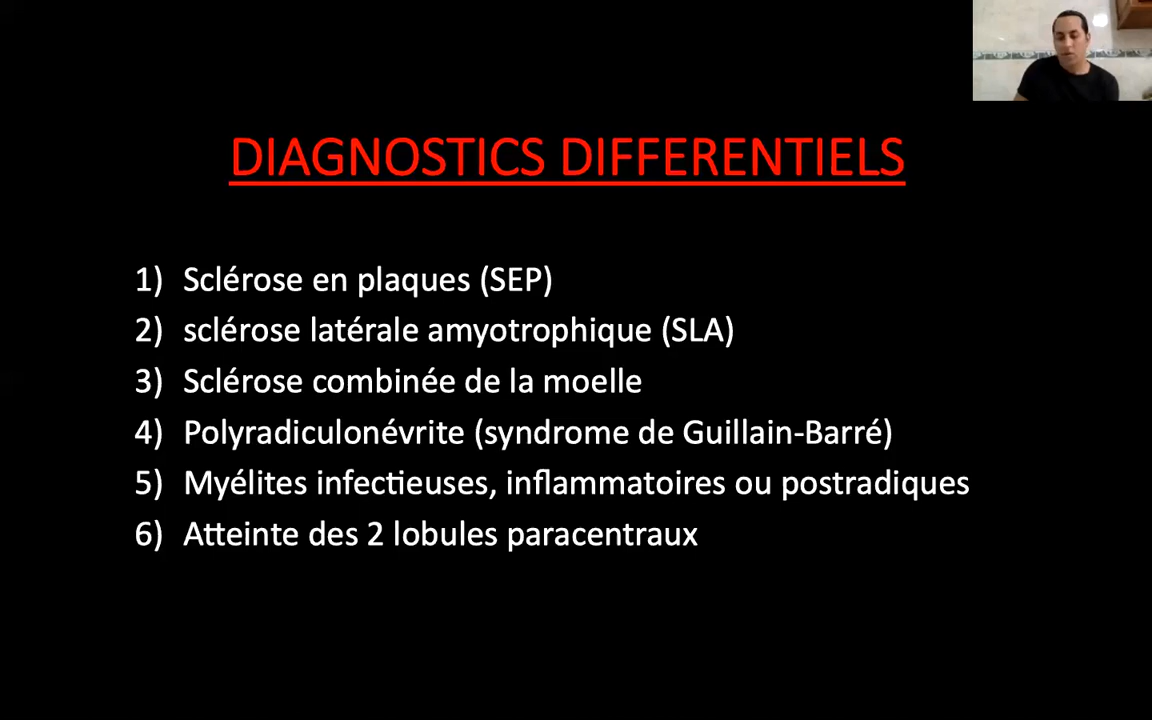 DIAGNOSTICS DIFFERENTIELS
1) Sclérose en plaques (SEP)
2) sclérose latérale amyotrophique (SLA)
3) Sclérose combinée de la moelle
4) Polyradiculonévrite (syndrome de Guillain-Barré)
5) Myélites infectieuses, inflammatoires ou postradiques
6) Atteinte des 2 lobules paracentraux